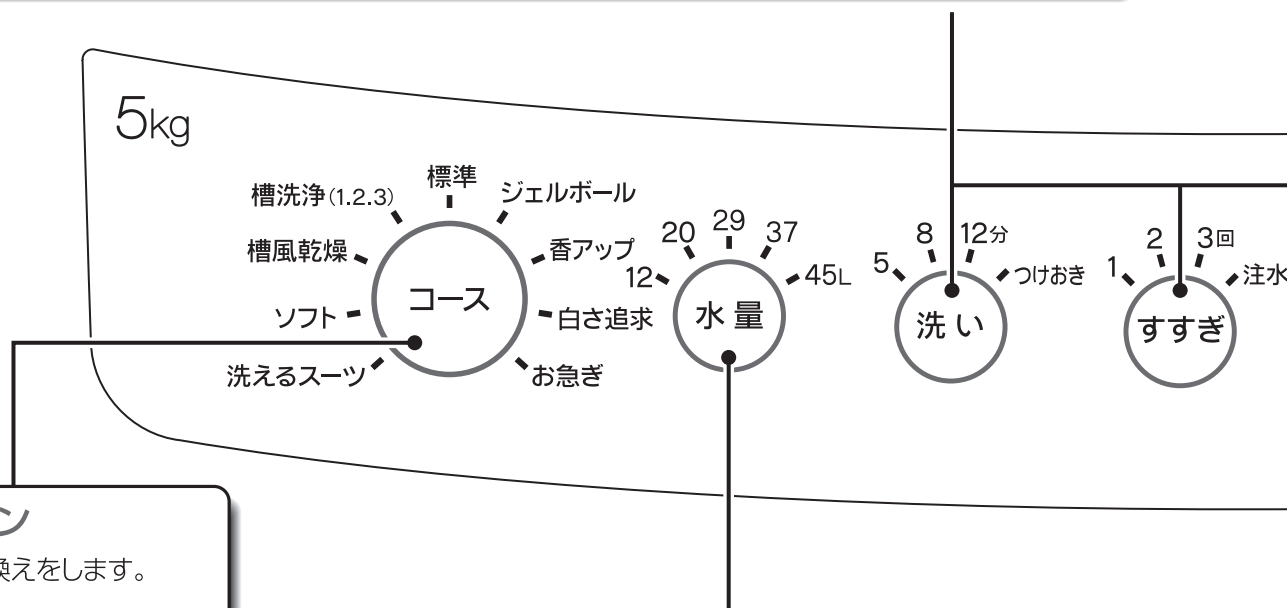 5kg
標準
槽洗浄(1.2.3)
ジェルボール
槽風乾燥
香アップ
ソフト
コース
白さ追求
洗えるスーツ
お急ぎ
12
20
29
37
45L
水量
5
8
12分
つけおき
洗い
1
2
3回
注水
すすぎ
ン
換えをします。